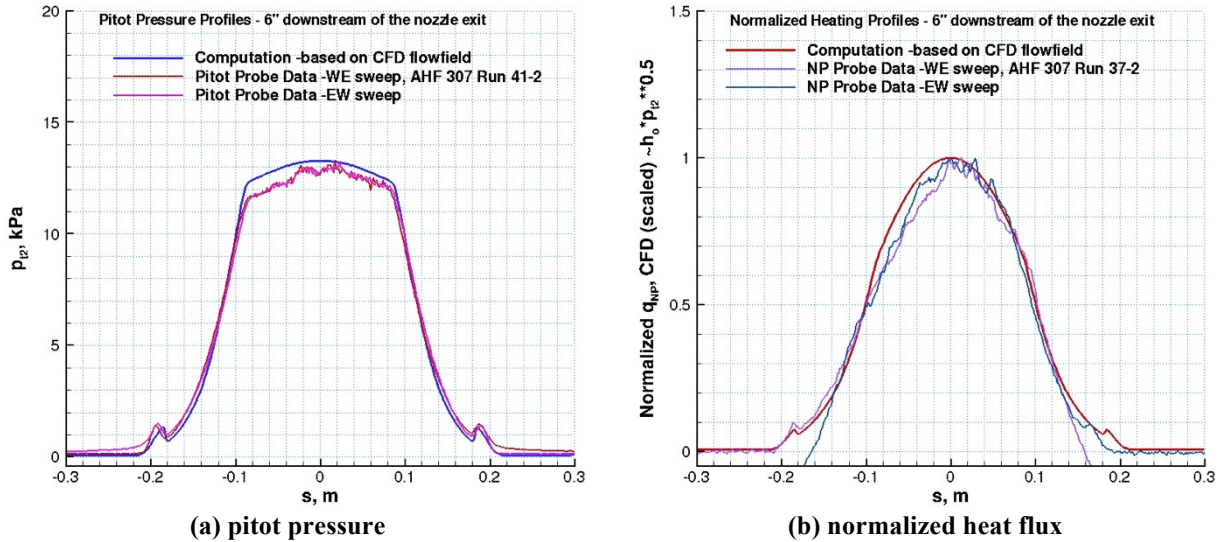 Pitot Pressure Profiles - 6" downstream of the nozzle exit
Computation -based on CFD flowfield
Pitot Probe Data -WE sweep, AHF 307 Run 41-2
Pitot Probe Data -EW sweep
20
15
10
5
0
p_t2, kPa
-0.3
-0.2
-0.1
0
0.1
0.2
0.3
s, m
(a) pitot pressure
Normalized Heating Profiles - 6" downstream of the nozzle exit
Computation -based on CFD flowfield
NP Probe Data -WE sweep, AHF 307 Run 37-2
NP Probe Data -EW sweep
1.5
1
0.5
0
Normalized q_NP, CFD (scaled) ~h_o*p_t2**0.5
-0.3
-0.2
-0.1
0
0.1
0.2
0.3
s, m
(b) normalized heat flux